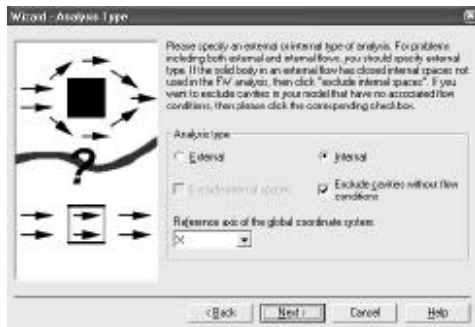 Wizard - Analysis Type
Please specify an external or internal type of analysis. For problems
including both external and internal flows, you should specify external
type. If the solid body in an external flow has closed internal spaces not
used in the FW analysis, then click "exclude internal spaces". If you
want to exclude cavities in your model that have no associated flow
conditions, then please click the corresponding checkbox.
Analysis type
External
Internal
Exclude internal spaces
Exclude cavities without flow
conditions
Reference axis of the global coordinate system:
X
< Back
Next >
Cancel
Help